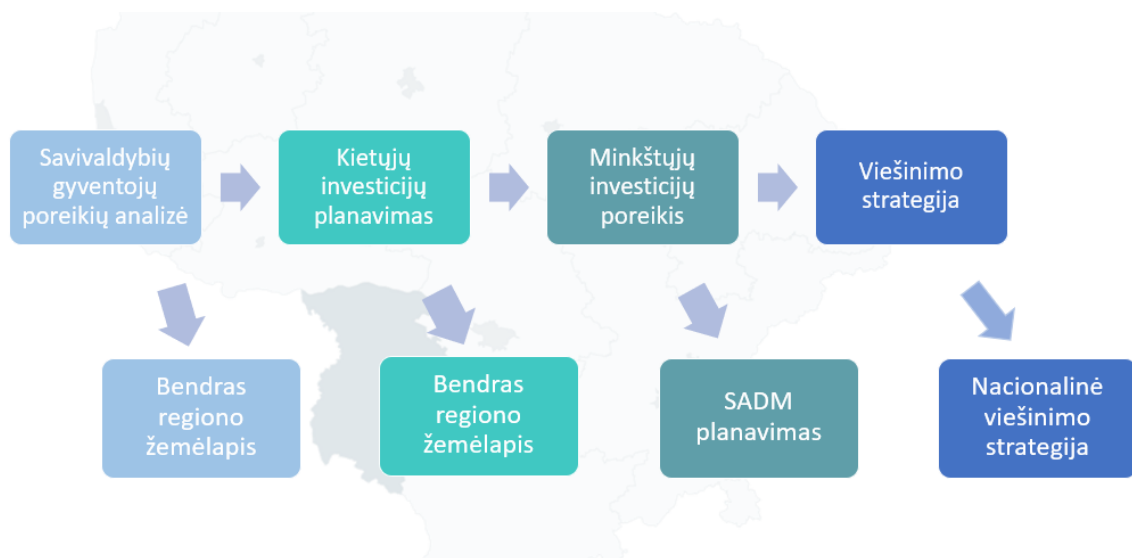 Savivaldybių
gyventojų
poreikių analizė
Kietųjų
investicijų
planavimas
Minkštųjų
investicijų
poreikis
Viešinimo
strategija
Bendras
regiono
žemėlapis
Bendras
regiono
žemėlapis
SADM
planavimas
Nacionalinė
viešinimo
strategija